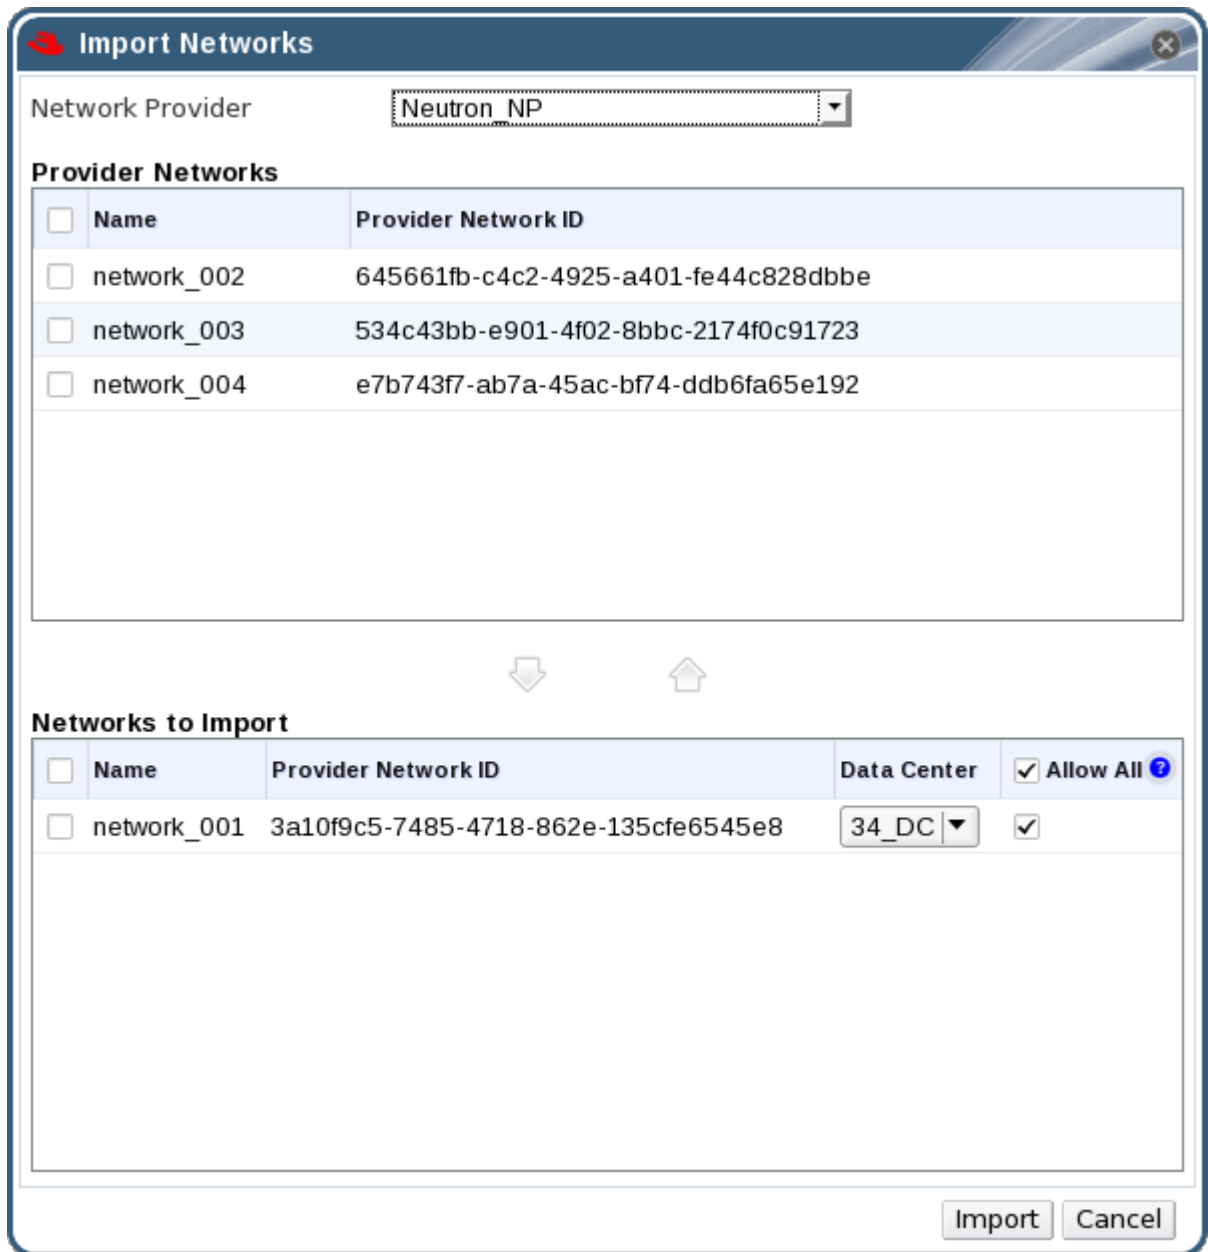 Import Networks
Network Provider Neutron_NP
Provider Networks
Name Provider Network ID
network_002 645661fb-c4c2-4925-a401-fe44c828dbbe
network_003 534c43bb-e901-4f02-8bbc-2174f0c91723
network_004 e7b743f7-ab7a-45ac-bf74-ddb6fa65e192
Networks to Import
Name Provider Network ID Data Center Allow All ?
network_001 3a10f9c5-7485-4718-862e-135cfe6545e8 34_DC
Import Cancel